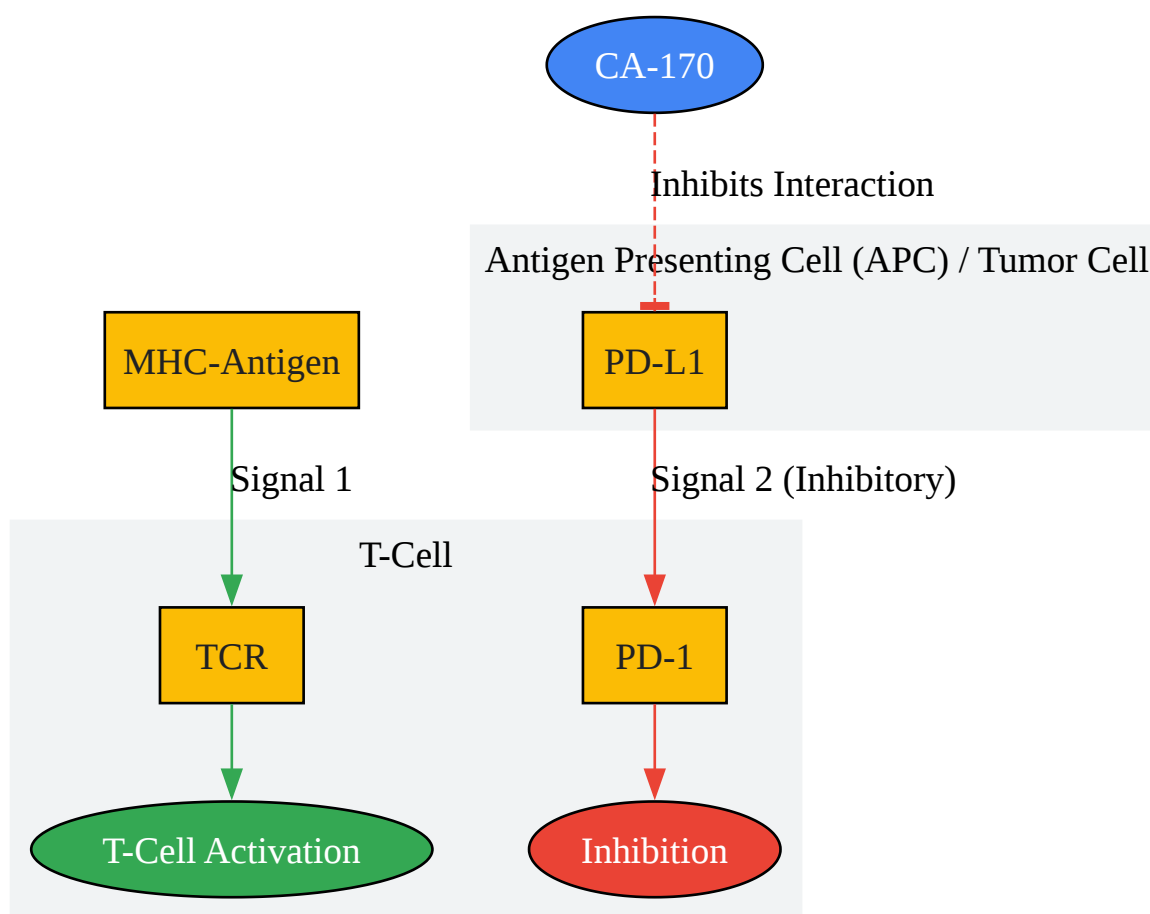 CA-170
Inhibits Interaction
Antigen Presenting Cell (APC) / Tumor Cell
MHC-Antigen
PD-L1
Signal 1
Signal 2 (Inhibitory)
T-Cell
TCR
PD-1
T-Cell Activation
Inhibition